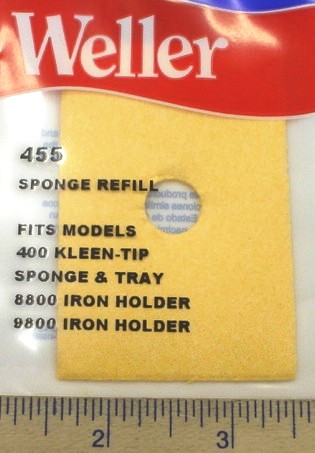 Weller
455
SPONGE REFILL
FITS MODELS
400 KLEEN-TIP
SPONGE & TRAY
8800 IRON HOLDER
9800 IRON HOLDER
2 3